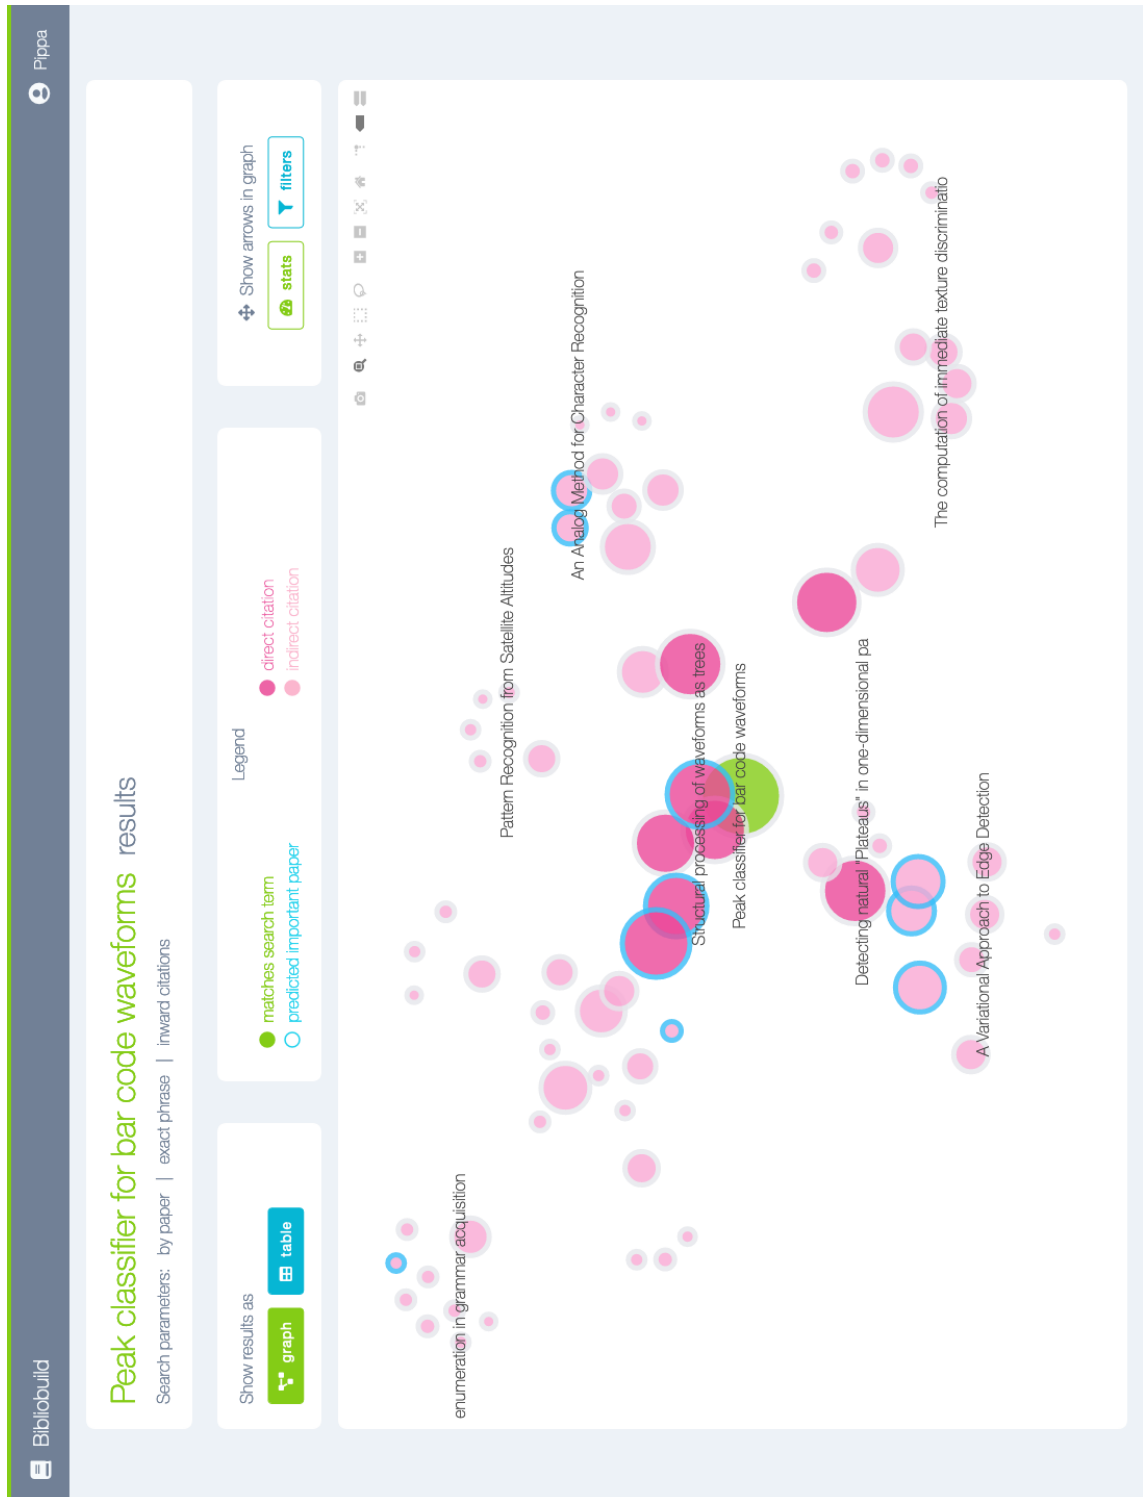 Bibliobuild
Pippa
Peak classifier for bar code waveforms results
Search parameters: by paper | exact phrase | inward citations
Show results as
graph
table
Legend
matches search term
direct citation
predicted important paper
indirect citation
Show arrows in graph
stats
filters
enumeration in grammar acquisition
Pattern Recognition from Satellite Altitudes
An Analog Method for Character Recognition
Structural processing of waveforms as trees
Peak classifier for bar code waveforms
Detecting natural "Plateaus" in one-dimensional pa
The computation of immediate texture discriminatio
A Variational Approach to Edge Detection